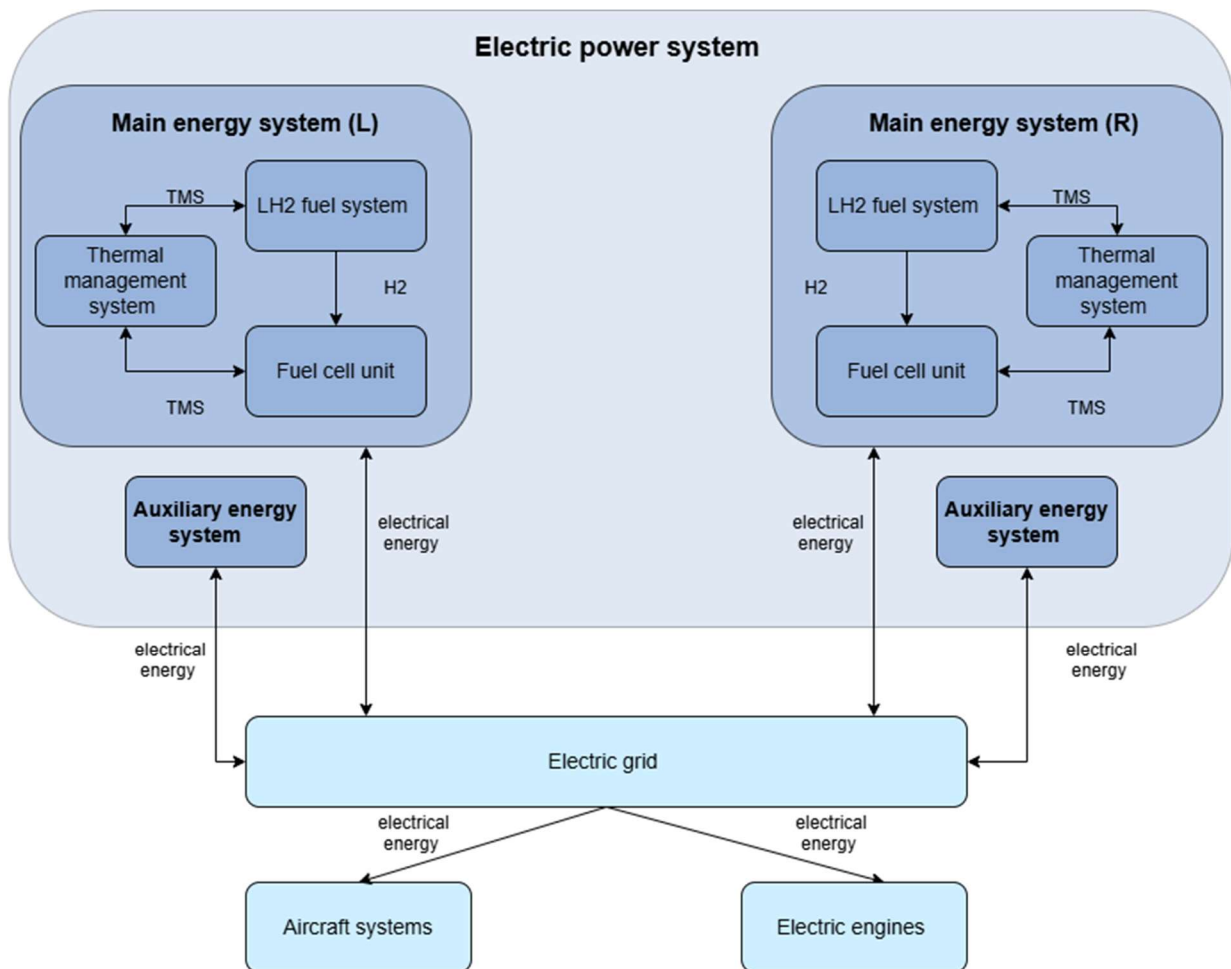 Electric power system
Main energy system (L)
TMS
LH2 fuel system
Thermal
management
system
H2
Fuel cell unit
TMS
Main energy system (R)
LH2 fuel system
TMS
Thermal
management
system
H2
Fuel cell unit
TMS
Auxiliary energy
system
electrical
energy
electrical
energy
Auxiliary energy
system
electrical
energy
electrical
energy
Electric grid
electrical
energy
electrical
energy
Aircraft systems
Electric engines